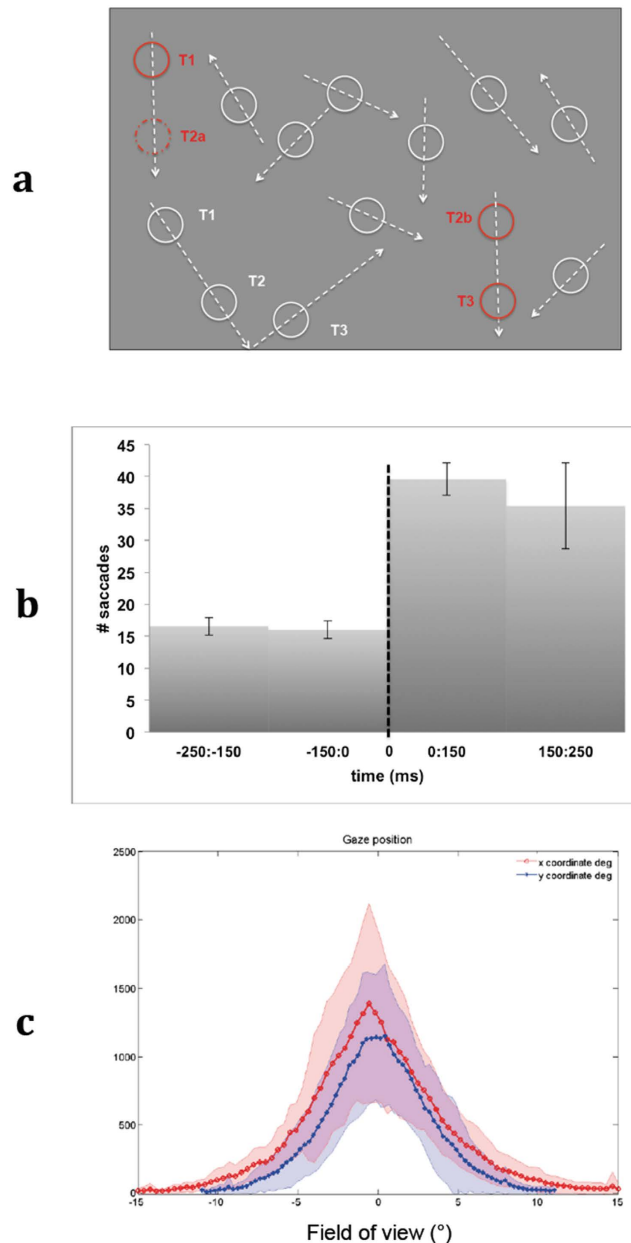 a
T1
T2a
T1
T2
T3
T2b
T3
b
# saccades
45
40
35
30
25
20
15
10
5
0
-250:-150 -150:0 0 0:150 150:250
time (ms)
c
Gaze position
x coordinate deg
y coordinate deg
2500
2000
1500
1000
500
0
-15 -10 -5 0 5 10 15
Field of view (°)